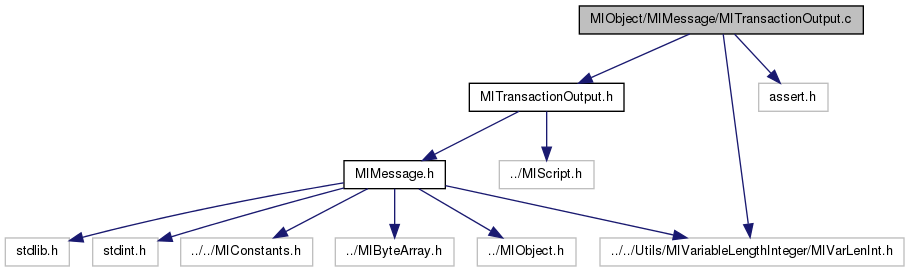 MIObject/MIMessage/MITransactionOutput.c
MITransactionOutput.h
assert.h
MIMessage.h
../MIScript.h
stdlib.h
stdint.h
../../MIConstants.h
../MIByteArray.h
../MIObject.h
../../Utils/MIVariableLengthInteger/MIVarLenInt.h